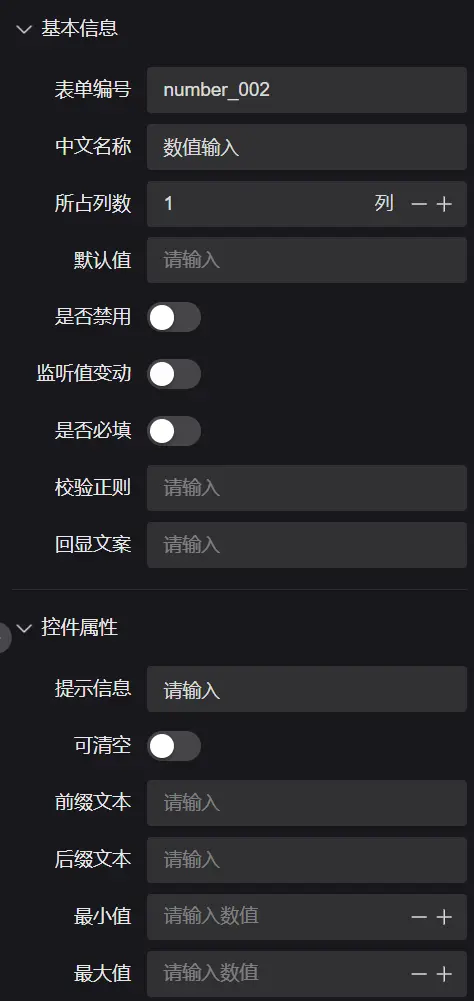 基本信息
表单编号 number_002
中文名称 数值输入
所占列数 1 列
默认值 请输入
是否禁用
监听值变动
是否必填
校验正则 请输入
回显文案 请输入
控件属性
提示信息 请输入
可清空
前缀文本 请输入
后缀文本 请输入
最小值 请输入数值
最大值 请输入数值